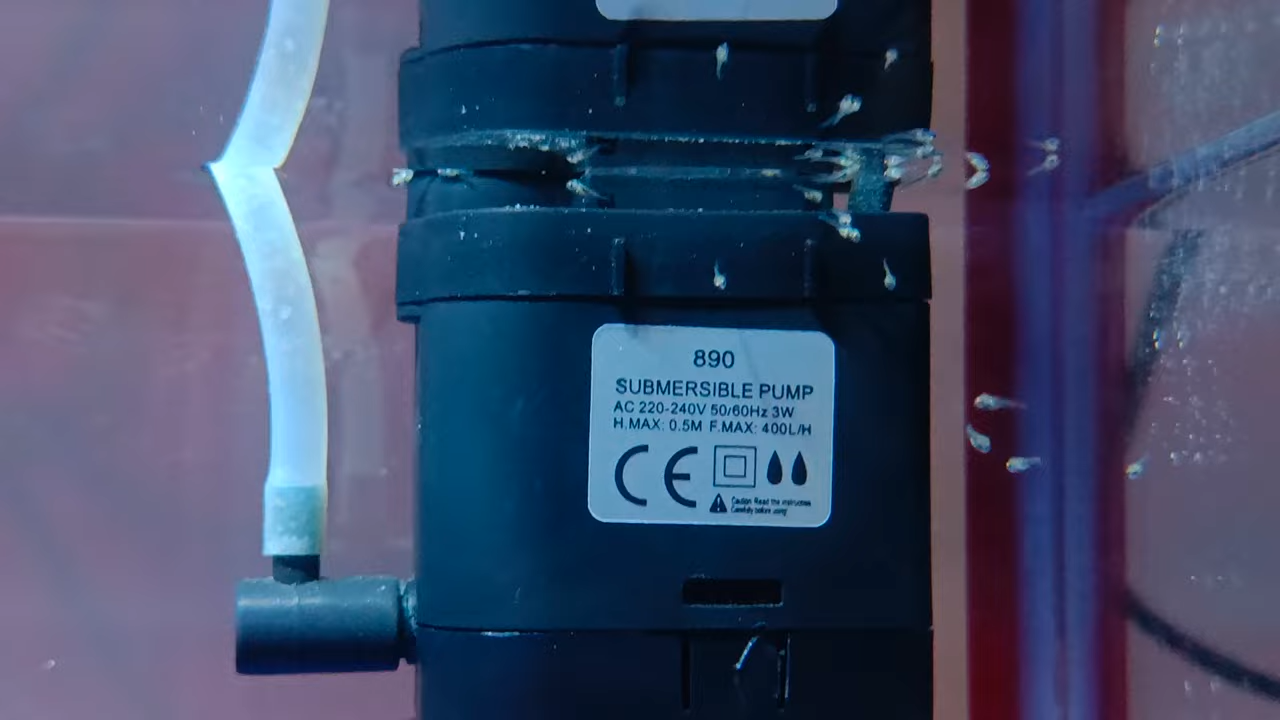 890
SUBMERSIBLE PUMP
AC 220-240V 50/60Hz 3W
H.MAX: 0.5M F.MAX: 400L/H
CE
Caution Read the instructions
Carefully before using!